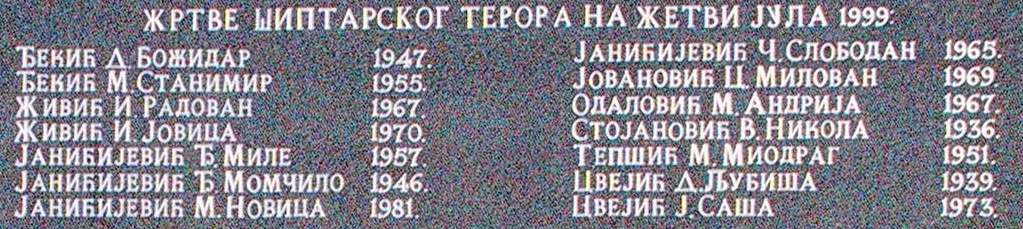 ЖРТВЕ ШИПТАРСКОГ ТЕРОРА НА ЖЕТВИ ЈУЛА 1999:
ЂЕКИЋ Д. БОЖИДАР 1947.
ЂЕКИЋ М. СТАНИМИР 1955.
ЖИВИЋ И. РАДОВАН 1967.
ЖИВИЋ И. ЈОВИЦА 1970.
ЈАНИЋИЈЕВИЋ Ђ. МИЛЕ 1957.
ЈАНИЋИЈЕВИЋ Ђ. МОМЧИЛО 1946.
ЈАНИЋИЈЕВИЋ М. НОВИЦА 1981.
ЈАНИЋИЈЕВИЋ Ч. СЛОБОДАН 1965.
ЈОВАНОВИЋ Ц. МИЛОВАН 1969.
ОДАЛОВИЋ М. АНДРИЈА 1967.
СТОЈАНОВИЋ В. НИКОЛА 1936.
ТЕПШИЋ М. МИОДРАГ 1951.
ЦВЕЈИЋ Д. ЉУБИША 1939.
ЦВЕЈИЋ Ј. САША 1973.